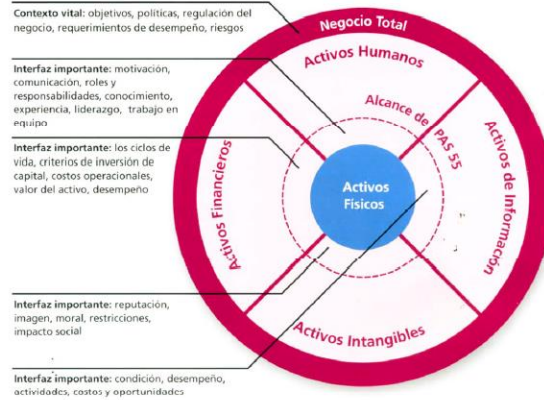 Contexto vital: objetivos, políticas, regulación del
negocio, requerimientos de desempeño, riesgos
Interfaz importante: motivación,
comunicación, roles y
responsabilidades, conocimiento,
experiencia, liderazgo, trabajo en
equipo
Interfaz importante: los ciclos de
vida, criterios de inversión de
capital, costos operacionales,
valor del activo, desempeño
Interfaz importante: reputación,
imagen, moral, restricciones,
impacto social
Interfaz importante: condición, desempeño,
actividades, costos y oportunidades
Negocio Total
Activos Humanos
Alcance de PAS 55
Activos Financieros
Activos
Físicos
Activos de Información
Activos Intangibles